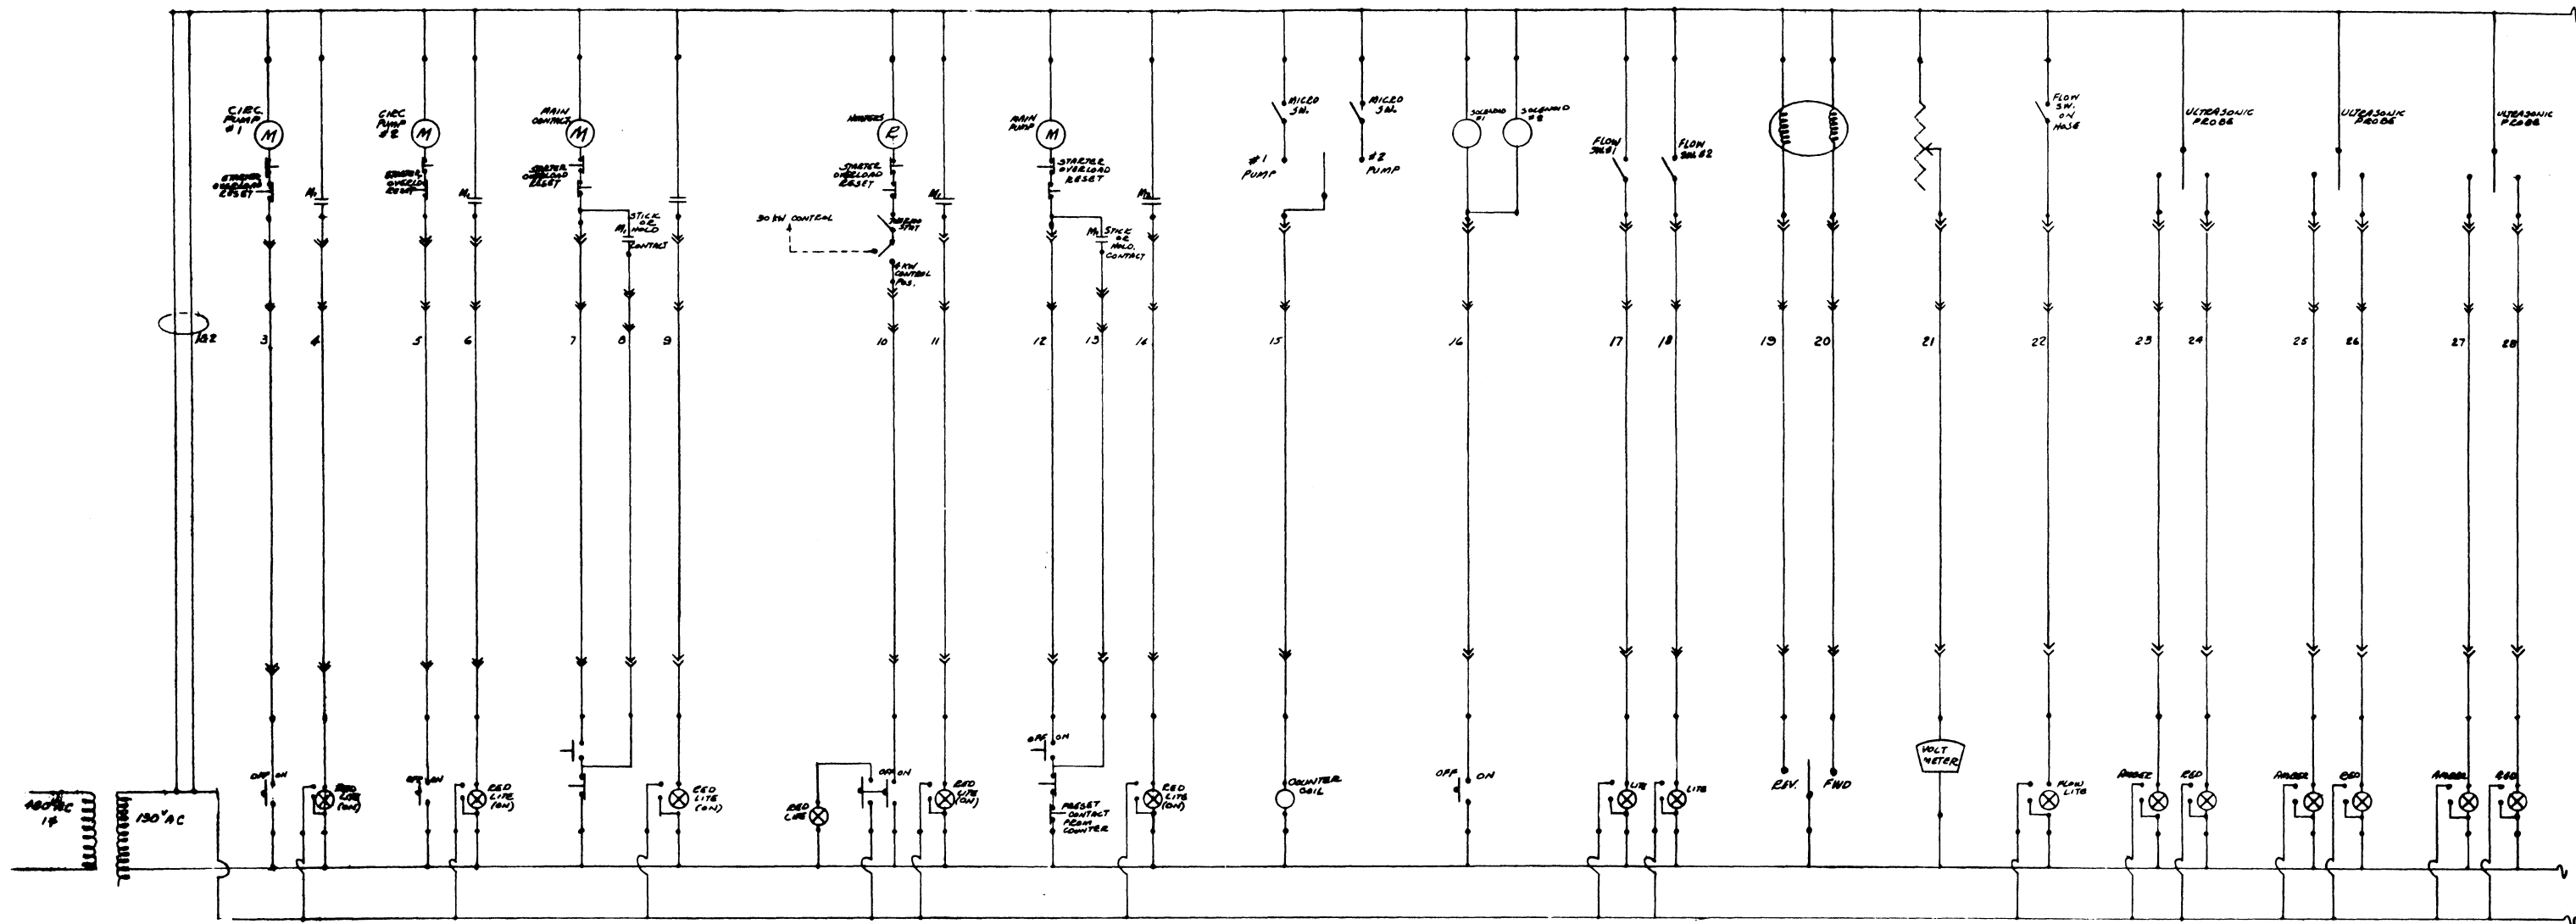 CIRC.
PUMP
#1
M
STARTER
OVERLOAD
RESET
M1
CIRC
PUMP
#2
M
STARTER
OVERLOAD
RESET
M1
MAIN
CONTACT
M
STARTER
OVERLOAD
RESET
STICK
OR
HOLD
M1
CONTACT
R
STARTER
OVERLOAD
RESET
30 KW CONTROL
4 KW
CONTROL
POS.
M1
MAIN
PUMP
M
STARTER
OVERLOAD
RESET
STICK
OR
HOLD.
CONTACT
MICRO
SW.
#1
PUMP
MICRO
SW.
#2
PUMP
SOLENOID
#1
SOLENOID
#2
FLOW
SW.#1
FLOW
SW.#2
FLOW
SW.
ON
HOSE
ULTRASONIC
PROBE
ULTRASONIC
PROBE
ULTRASONIC
PROBE
1&2
3
4
5
6
7
8
9
10
11
12
13
14
15
16
17
18
19
20
21
22
23
24
25
26
27
28
480VAC
1φ
130VAC
OFF ON
RED
LITE
(ON)
OFF ON
RED
LITE
(ON)
RED
LITE
(ON)
RED
LITE
OFF ON
RED
LITE
(ON)
OFF ON
PRESET
CONTACT
FROM
COUNTER
RED
LITE
(ON)
COUNTER
COIL
OFF ON
LITE
LITE
REV. FWD
VOLT
METER
FLOW
LITE
AMBER RED
AMBER RED
AMBER RED